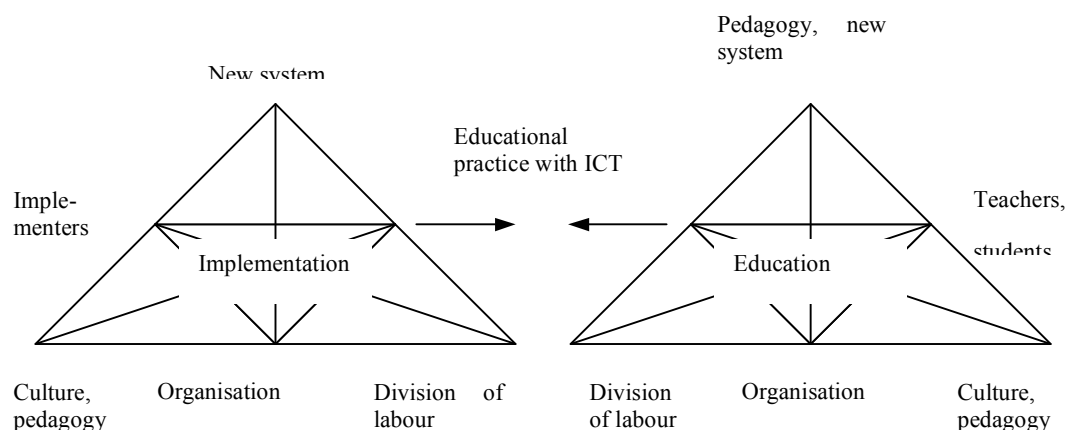 Pedagogy, new
system
New system
Educational
practice with ICT
Imple-
menters
Teachers,
students
Implementation
Education
Culture,
pedagogy
Organisation
Division of
labour
Division
of labour
Organisation
Culture,
pedagogy